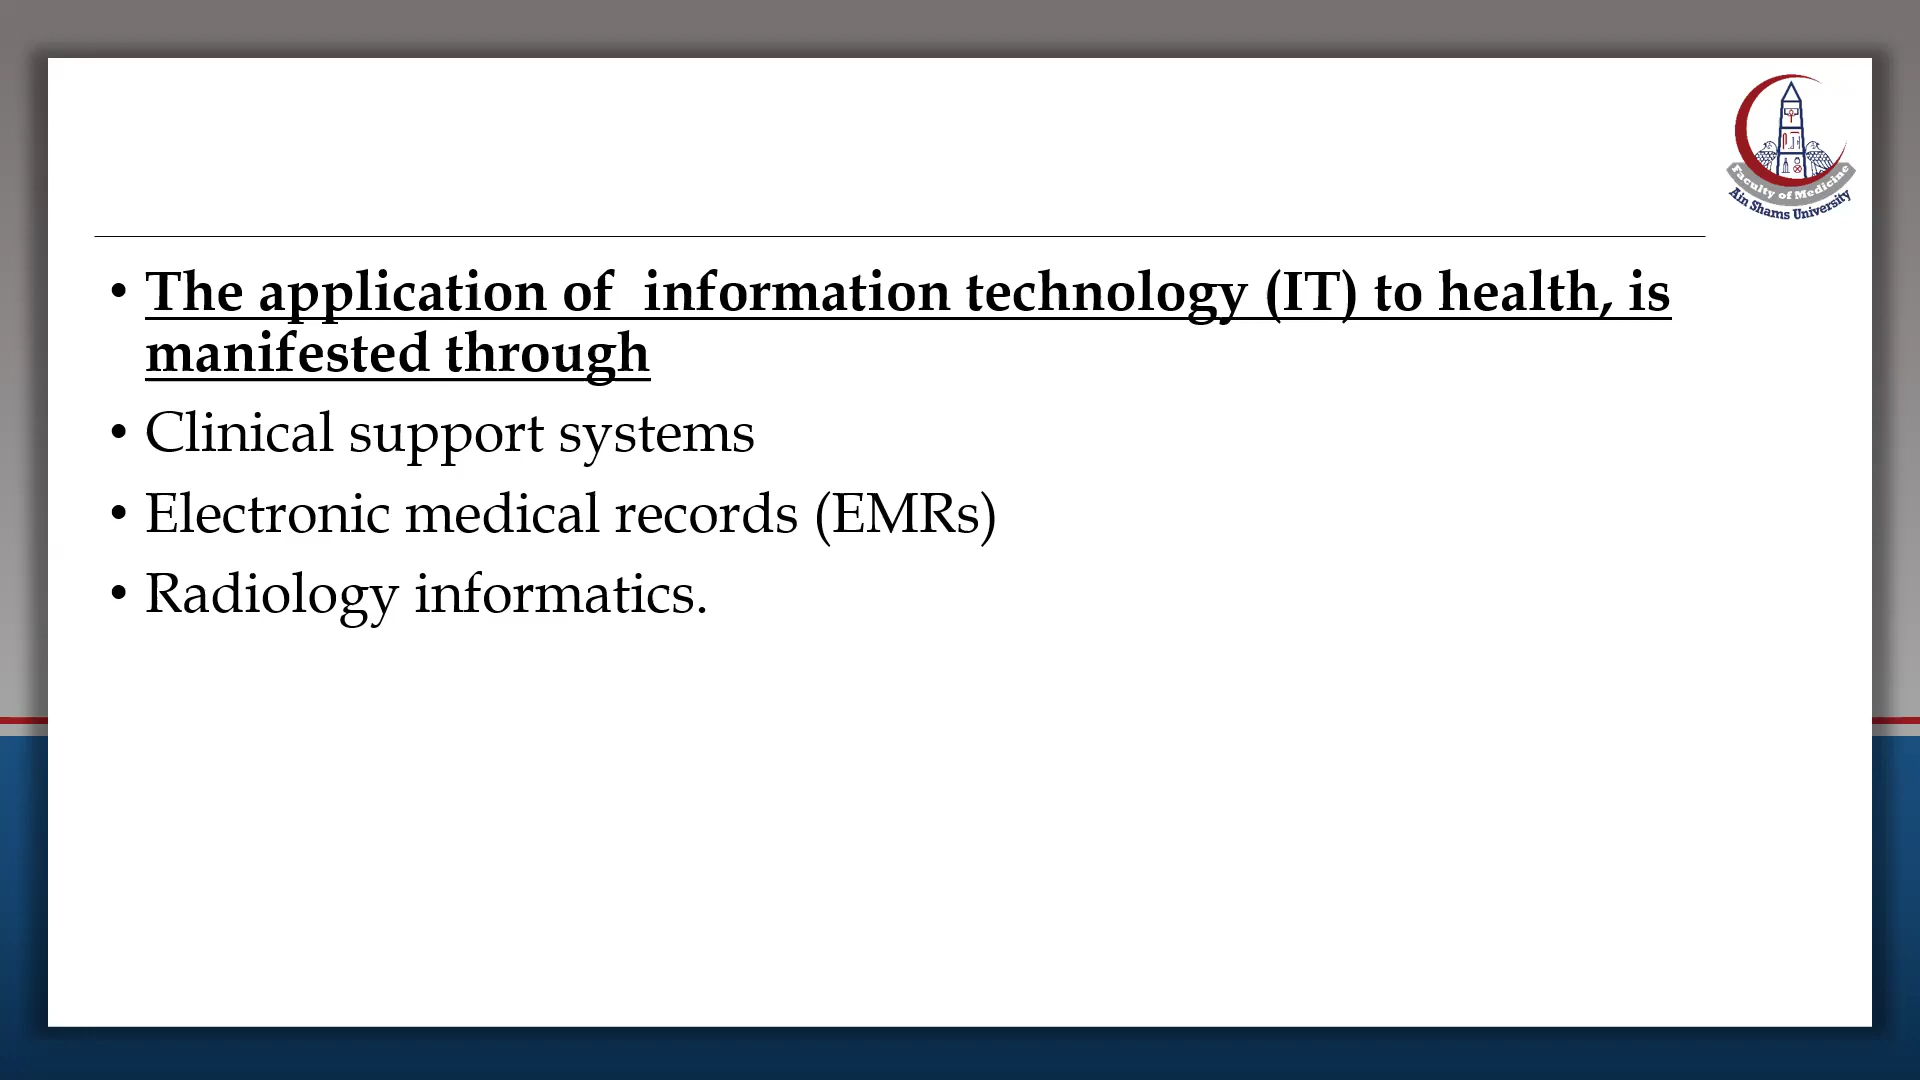 Faculty of Medicine
Ain Shams University
• The application of  information technology (IT) to health, is
manifested through
• Clinical support systems
• Electronic medical records (EMRs)
• Radiology informatics.